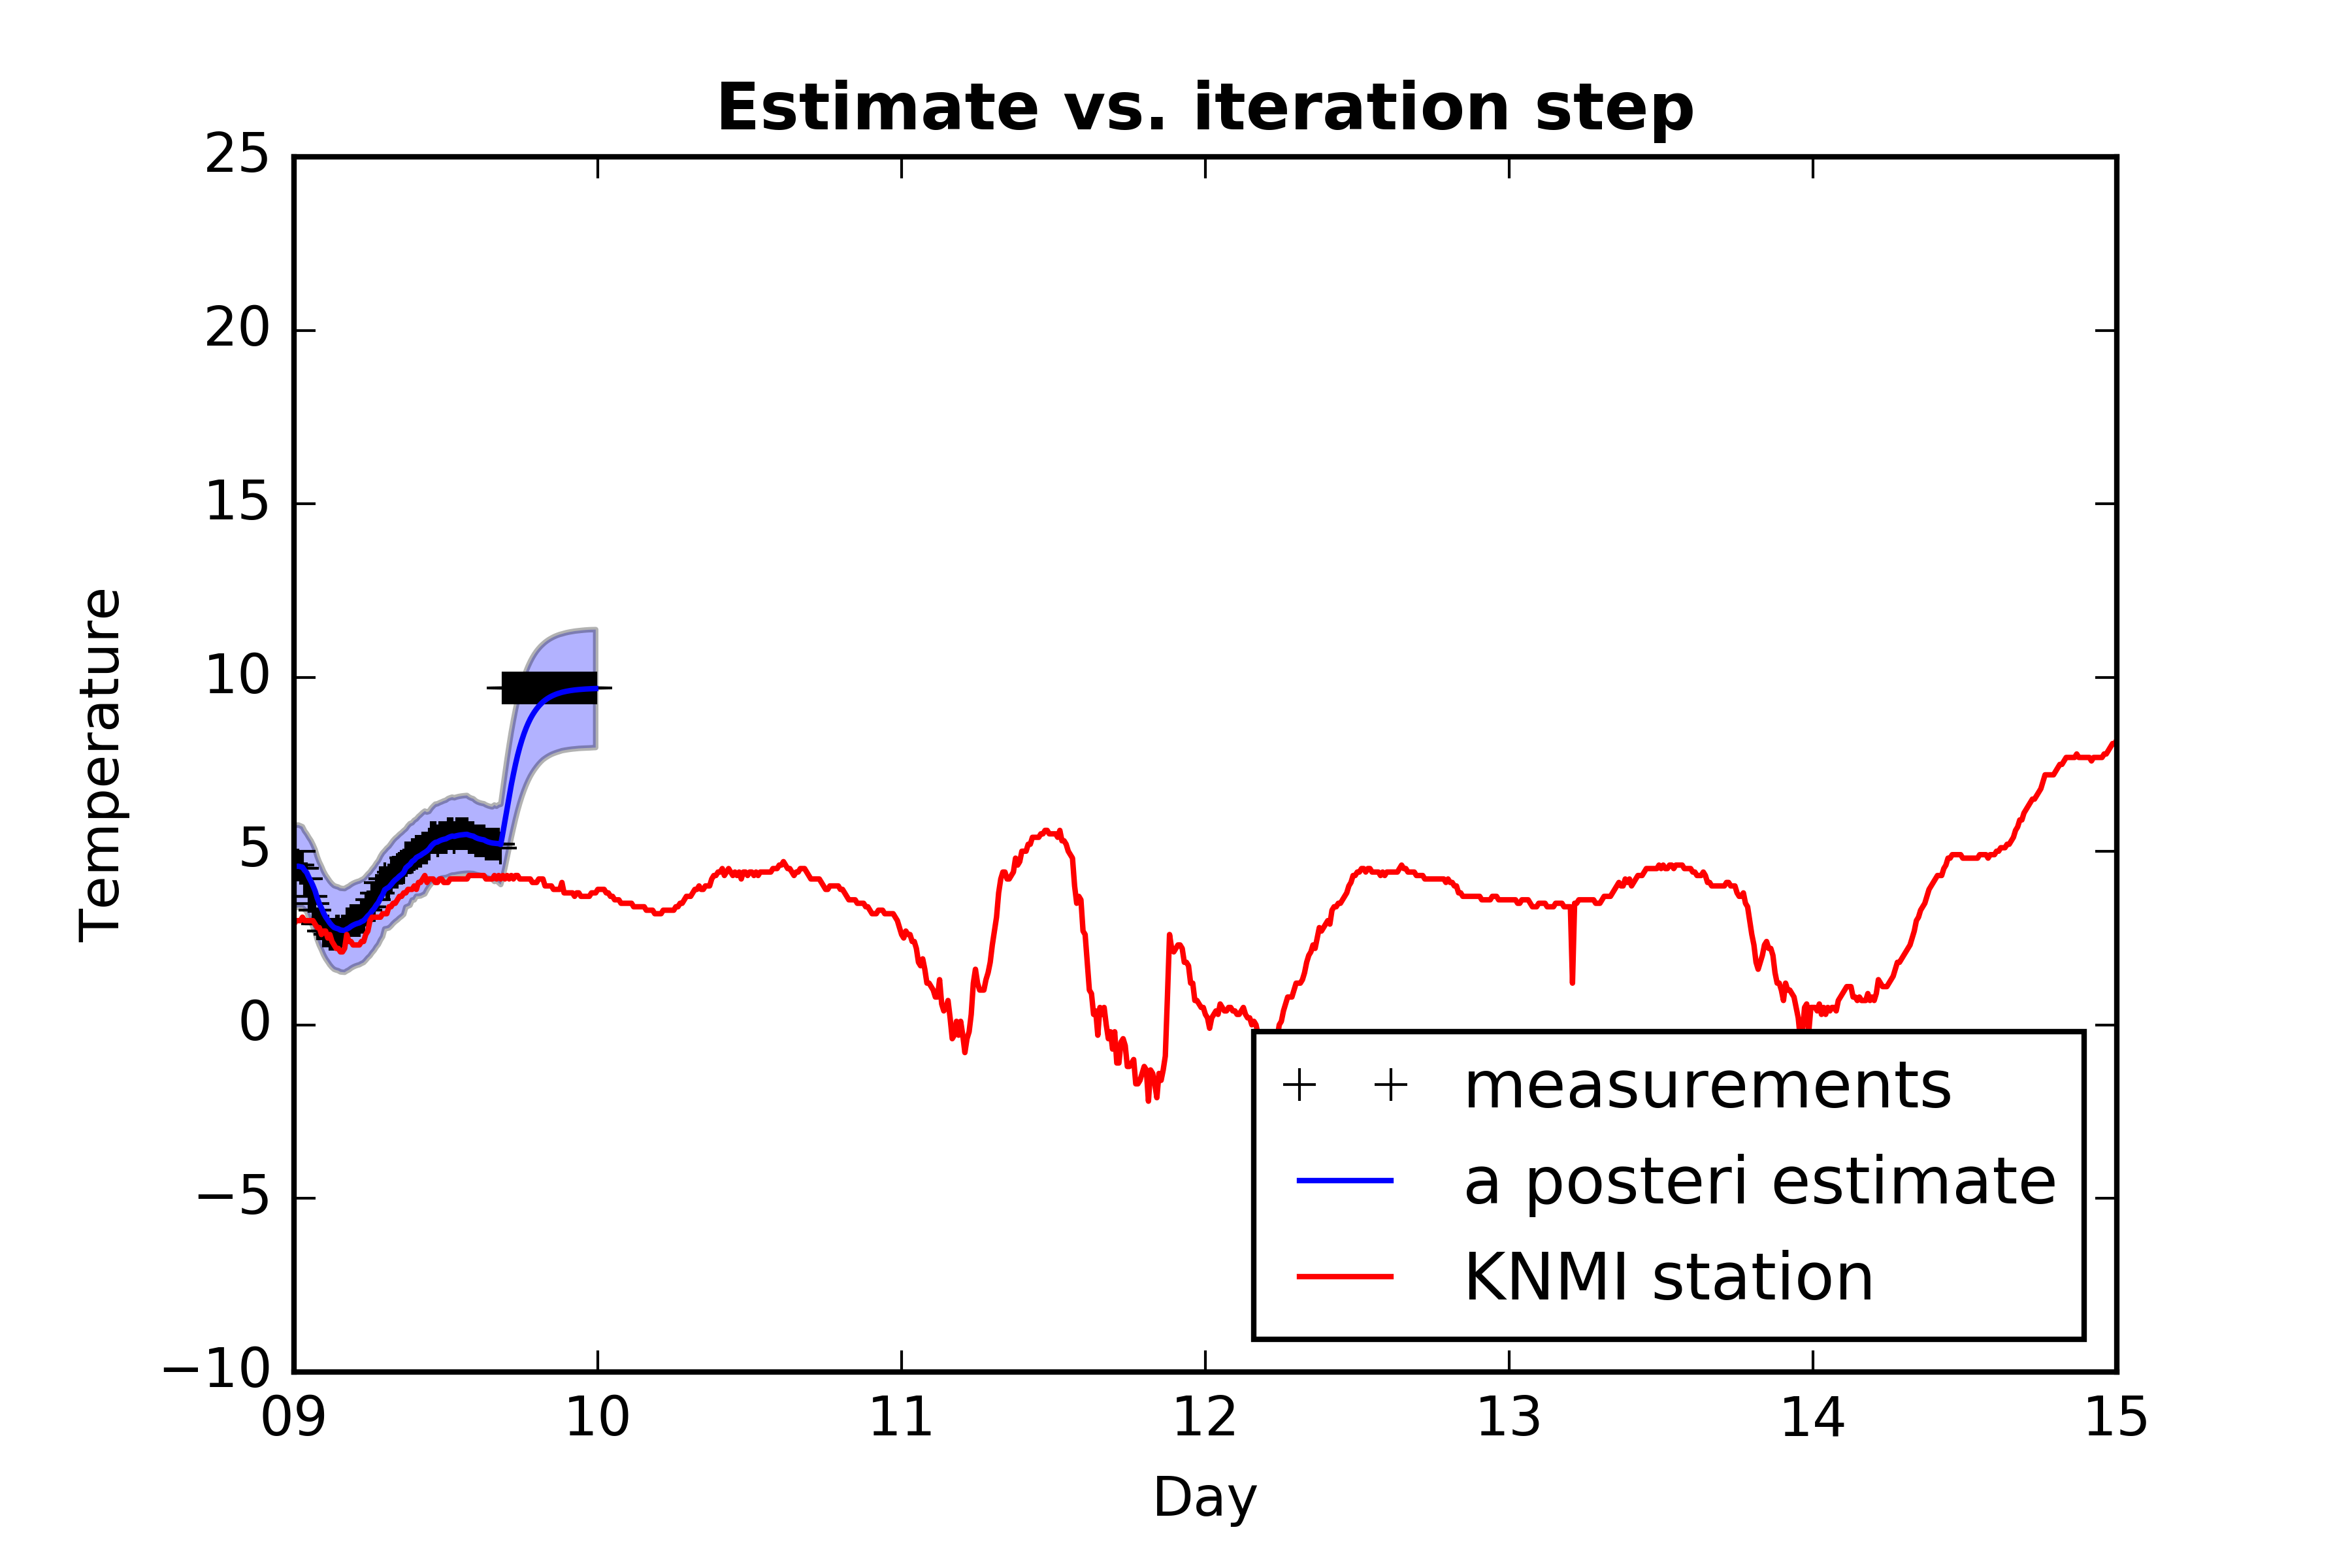 Estimate vs. iteration step
25
20
15
10
5
0
−5
−10
Temperature
measurements
a posteri estimate
KNMI station
09 10 11 12 13 14 15
Day